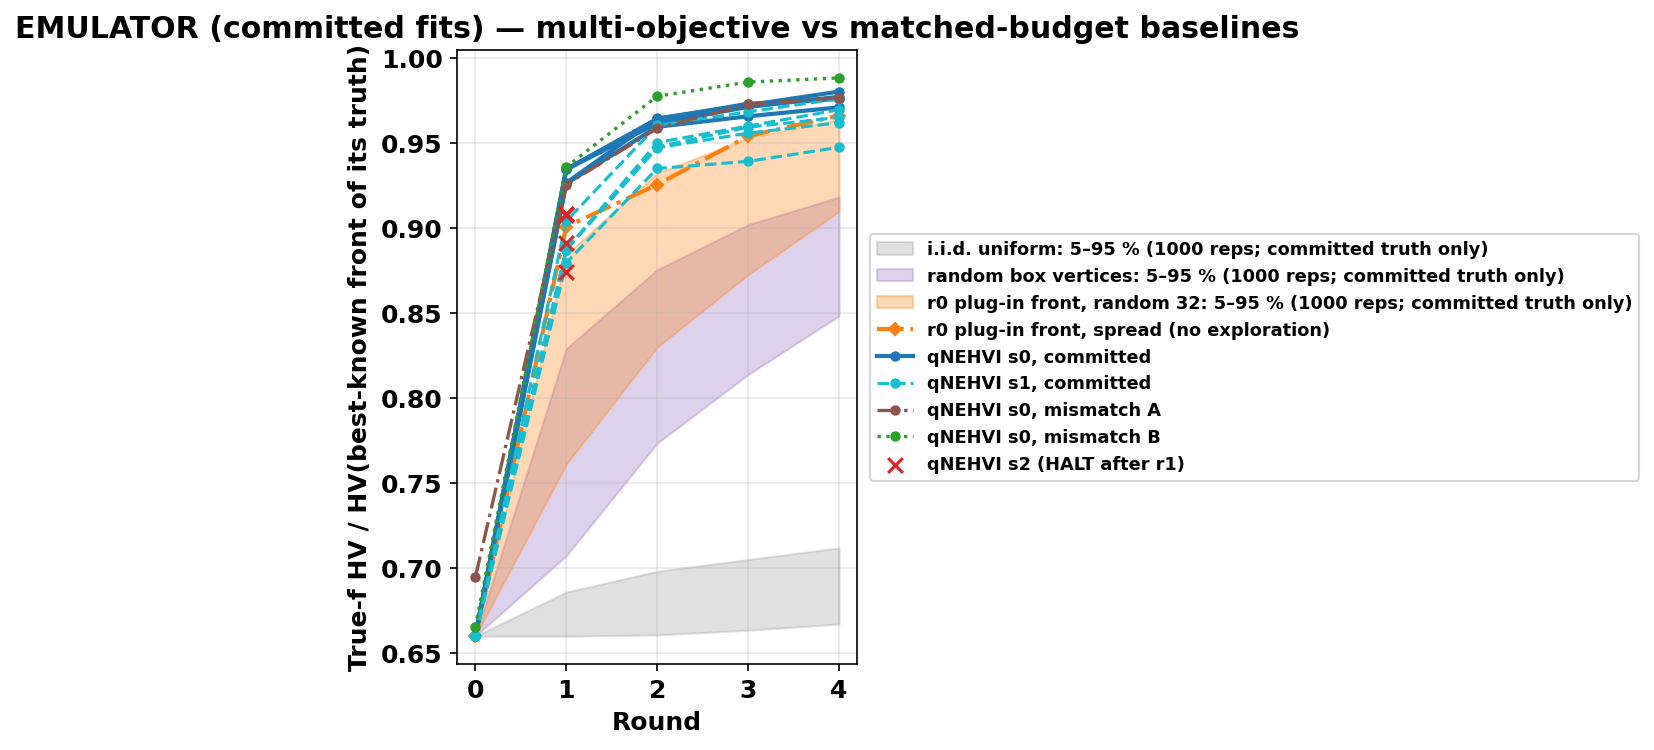 EMULATOR (committed fits) — multi-objective vs matched-budget baselines
True-f HV / HV(best-known front of its truth)
1.00
0.95
0.90
0.85
0.80
0.75
0.70
0.65
0 1 2 3 4
Round
i.i.d. uniform: 5–95 % (1000 reps; committed truth only)
random box vertices: 5–95 % (1000 reps; committed truth only)
r0 plug-in front, random 32: 5–95 % (1000 reps; committed truth only)
r0 plug-in front, spread (no exploration)
qNEHVI s0, committed
qNEHVI s1, committed
qNEHVI s0, mismatch A
qNEHVI s0, mismatch B
qNEHVI s2 (HALT after r1)